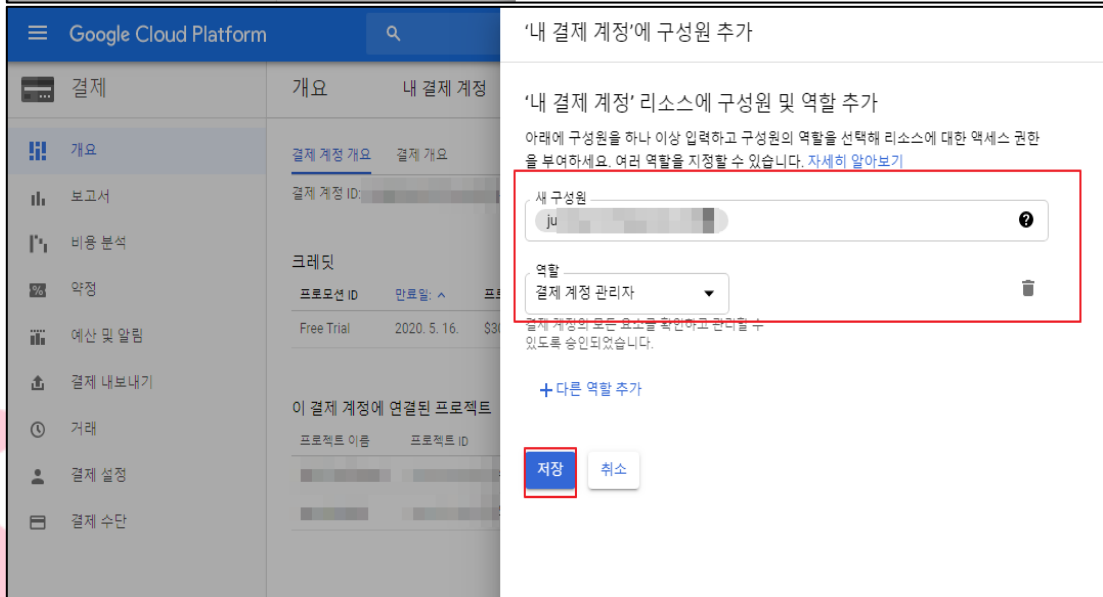 Google Cloud Platform
결제
개요
보고서
비용 분석
약정
예산 및 알림
결제 내보내기
거래
결제 설정
결제 수단
개요 내 결제 계정
결제 계정 개요 결제 개요
결제 계정 ID:
크레딧
프로모션 ID 만료일:
Free Trial 2020. 5. 16.
이 결제 계정에 연결된 프로젝트
프로젝트 이름 프로젝트 ID
'내 결제 계정'에 구성원 추가
'내 결제 계정' 리소스에 구성원 및 역할 추가
아래에 구성원을 하나 이상 입력하고 구성원의 역할을 선택해 리소스에 대한 액세스 권한
을 부여하세요. 여러 역할을 지정할 수 있습니다. 자세히 알아보기
새 구성원
ju
역할
결제 계정 관리자
결제 계정의 모든 요소를 확인하고 관리할 수
있도록 승인되었습니다.
+ 다른 역할 추가
저장 취소